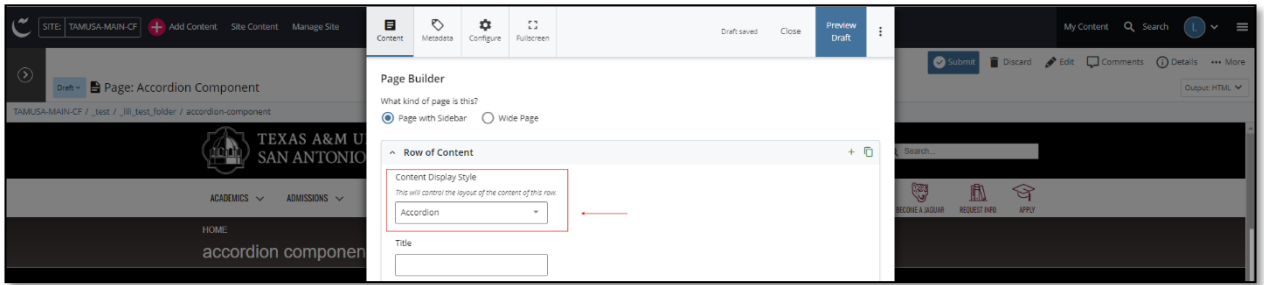 SITE: TAMUSA-MAIN-CF Add Content Site Content Manage Site
Content Metadata Configure Fullscreen Draft saved Close Preview Draft
My Content Search L
Submit Discard Edit Comments Details More
Draft Page: Accordion Component
Output: HTML
TAMUSA-MAIN-CF / _test / _lili_test_folder / accordion-component
Page Builder
What kind of page is this?
Page with Sidebar Wide Page
TEXAS A&M U
SAN ANTONIO
Row of Content
Search...
Content Display Style
This will control the layout of the content of this row.
Accordion
ACADEMICS ADMISSIONS
BECOME A JAGUAR REQUEST INFO APPLY
Title
HOME
accordion componen